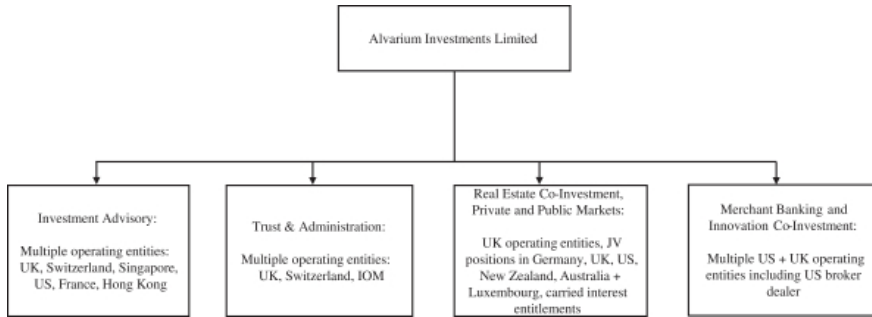 Alvarium Investments Limited
Investment Advisory:
Multiple operating entities:
UK, Switzerland, Singapore,
US, France, Hong Kong
Trust & Administration:
Multiple operating entities:
UK, Switzerland, IOM
Real Estate Co-Investment,
Private and Public Markets:
UK operating entities, JV
positions in Germany, UK, US,
New Zealand, Australia +
Luxembourg, carried interest
entitlements
Merchant Banking and
Innovation Co-Investment:
Multiple US + UK operating
entities including US broker
dealer